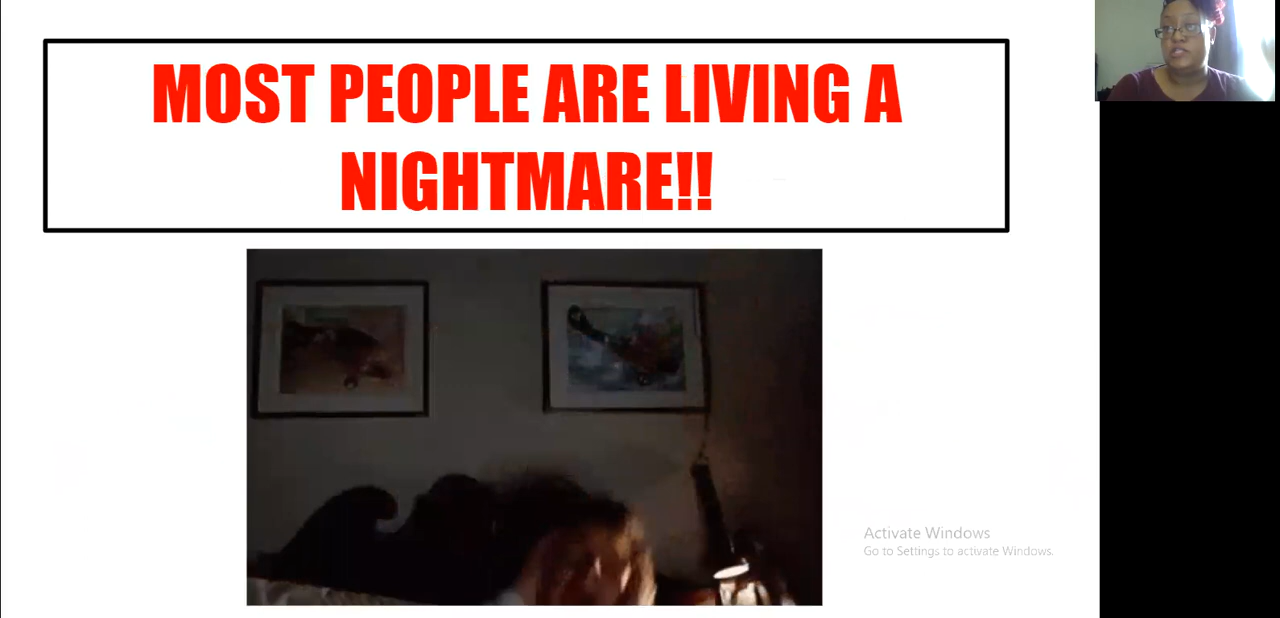 MOST PEOPLE ARE LIVING A
NIGHTMARE!!
Activate Windows
Go to Settings to activate Windows.